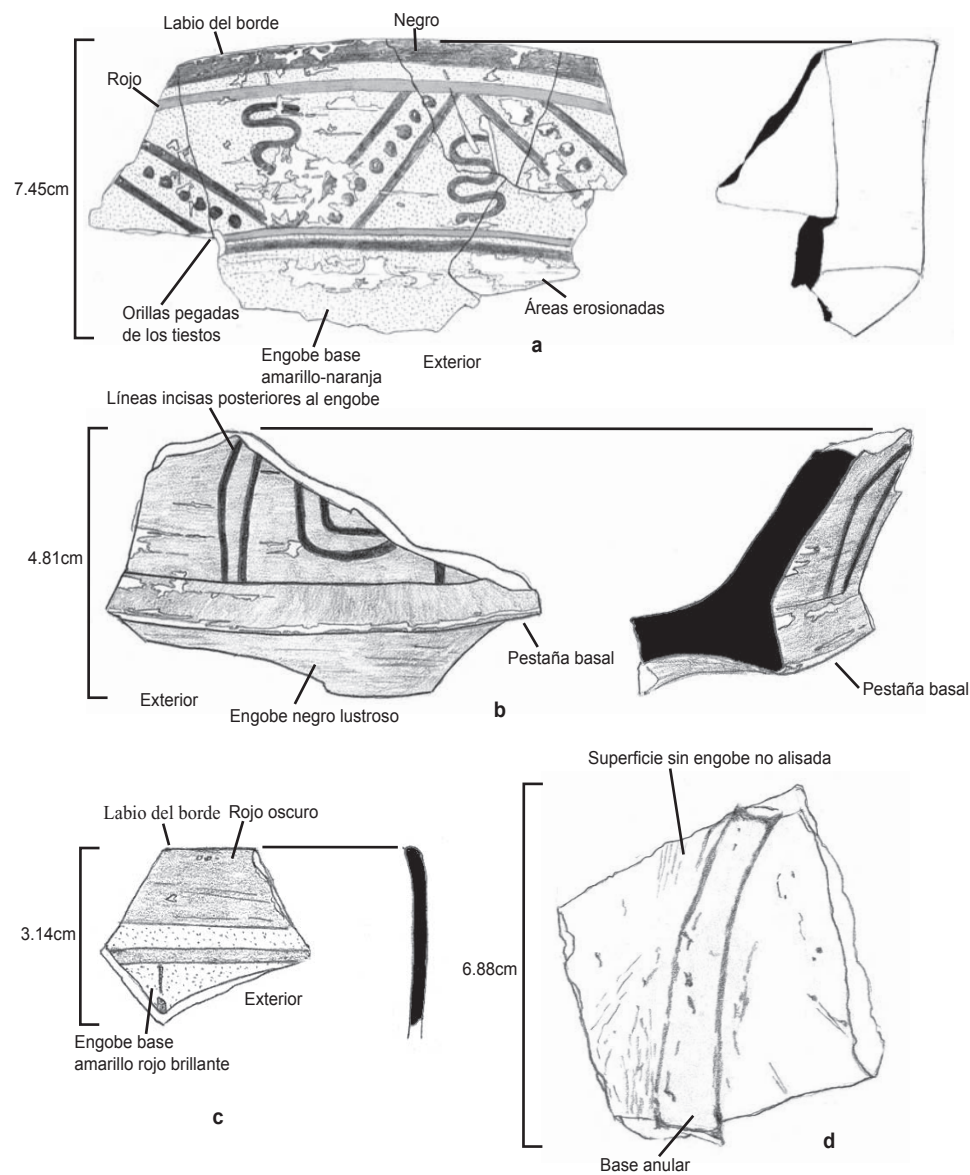 Labio del borde
Negro
Rojo
7.45cm
Orillas pegadas
de los tiestos
Áreas erosionadas
Engobe base
amarillo-naranja
Exterior
a
Líneas incisas posteriores al engobe
4.81cm
Pestaña basal
Pestaña basal
Exterior
Engobe negro lustroso
b
Superficie sin engobe no alisada
Labio del borde
Rojo oscuro
3.14cm
Exterior
Engobe base
amarillo rojo brillante
c
6.88cm
d
Base anular